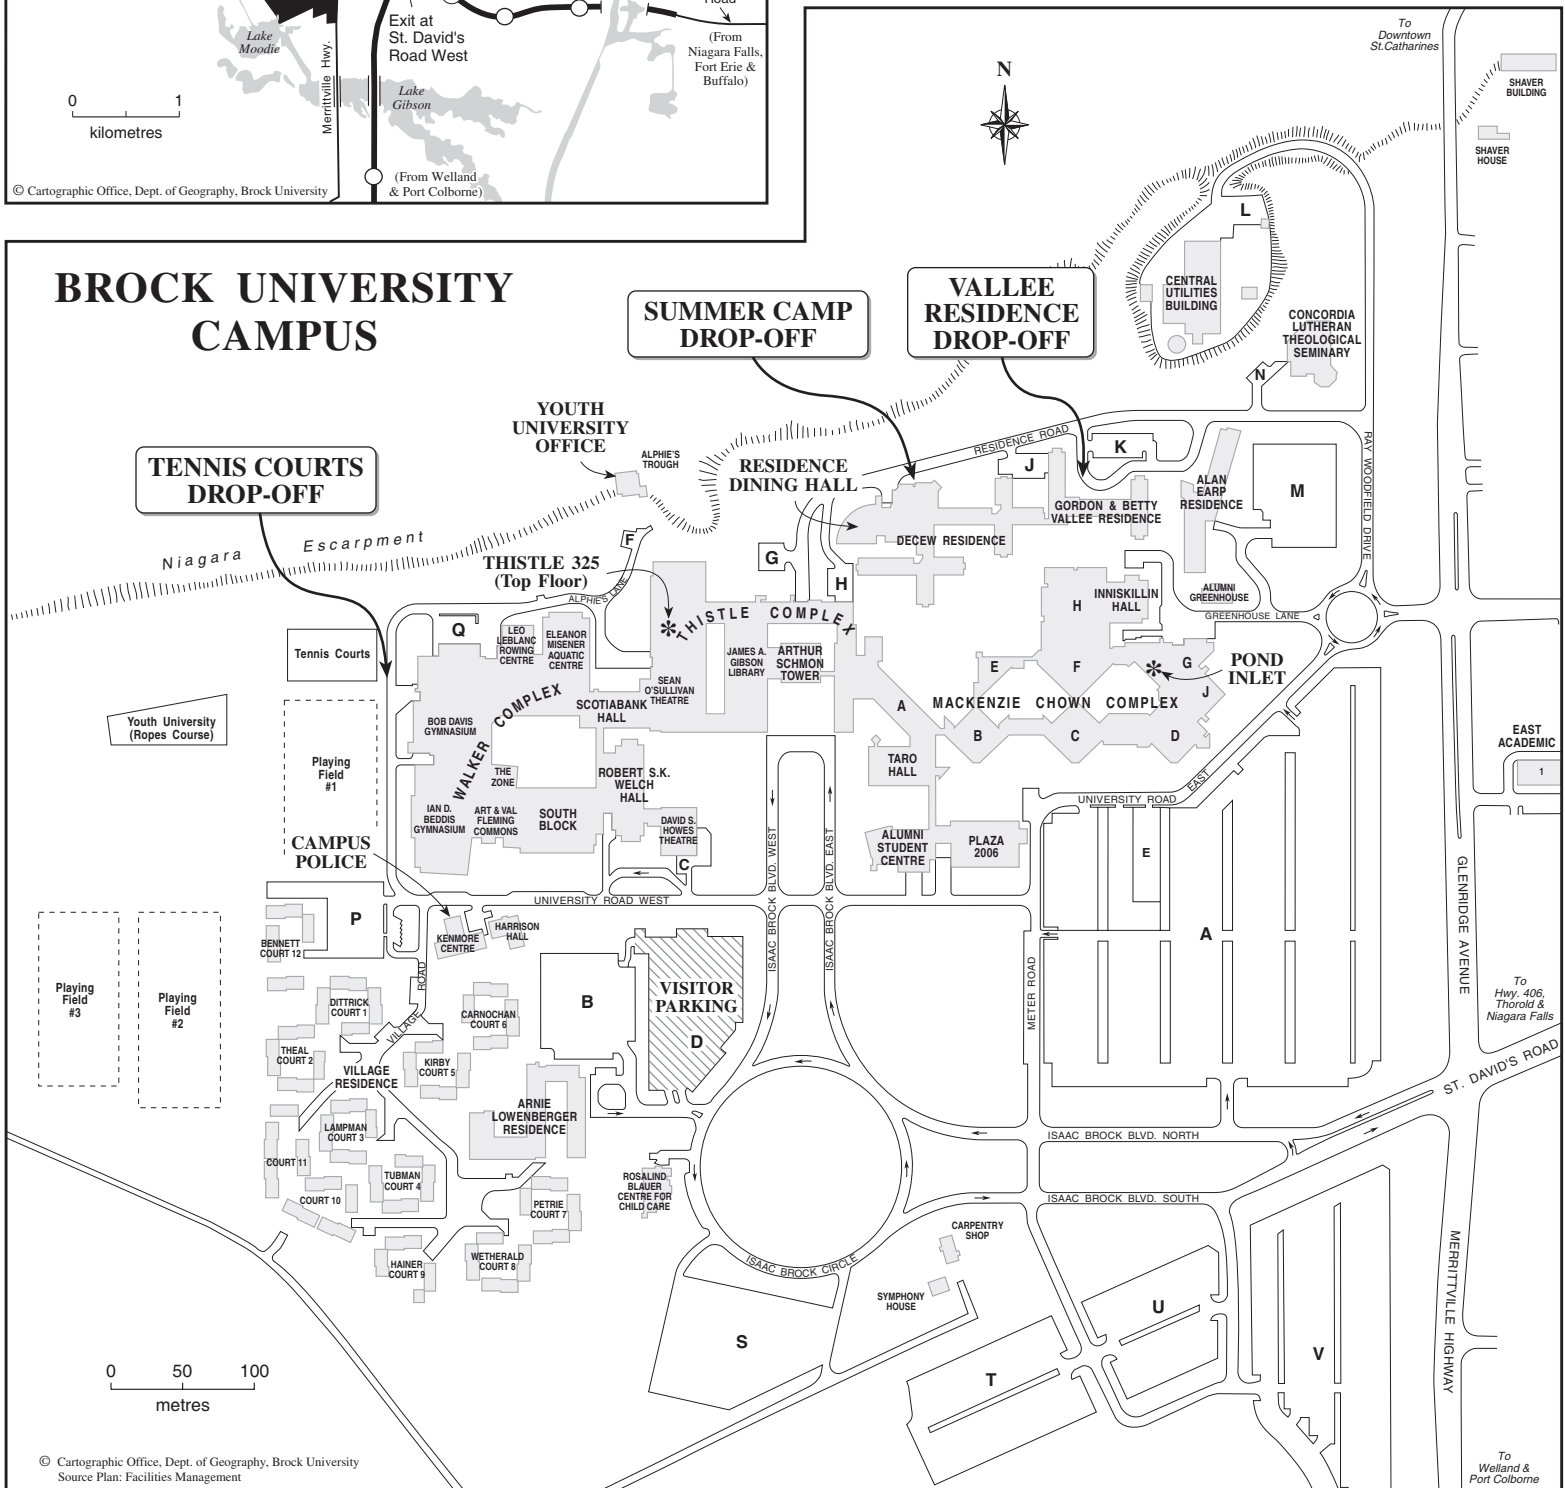 Road
Exit at
St. David's
Road West
(From
Niagara Falls,
Fort Erie &
Buffalo)
Lake
Moodie
Merrittville Hwy.
Lake
Gibson
0 1
kilometres
(From Welland
& Port Colborne)
© Cartographic Office, Dept. of Geography, Brock University
To
Downtown
St.Catharines
N
SHAVER
BUILDING
SHAVER
HOUSE
BROCK UNIVERSITY
CAMPUS
SUMMER CAMP
DROP-OFF
VALLEE
RESIDENCE
DROP-OFF
L
CENTRAL
UTILITIES
BUILDING
CONCORDIA
LUTHERAN
THEOLOGICAL
SEMINARY
N
YOUTH
UNIVERSITY
OFFICE
ALPHIE'S
TROUGH
RESIDENCE ROAD
K
J
RAY WOODFIELD DRIVE
TENNIS COURTS
DROP-OFF
RESIDENCE
DINING HALL
GORDON & BETTY
VALLEE RESIDENCE
ALAN
EARP
RESIDENCE
M
Niagara Escarpment
F
DECEW RESIDENCE
THISTLE 325
(Top Floor)
G
H
ALPHIE'S LANE
INNISKILLIN
HALL
H
ALUMNI
GREENHOUSE
GREENHOUSE LANE
Tennis Courts
Q
LEO
LEBLANC
ROWING
CENTRE
ELEANOR
MISENER
AQUATIC
CENTRE
THISTLE COMPLEX
JAMES A.
GIBSON
LIBRARY
ARTHUR
SCHMON
TOWER
SEAN
O'SULLIVAN
THEATRE
E
F
G
POND
INLET
J
A
MACKENZIE CHOWN COMPLEX
B
C
D
Youth University
(Ropes Course)
BOB DAVIS
GYMNASIUM
WALKER COMPLEX
SCOTIABANK
HALL
TARO
HALL
EAST
ACADEMIC
1
Playing
Field
#1
THE
ZONE
ROBERT S.K.
WELCH
HALL
IAN D.
BEDDIS
GYMNASIUM
ART & VAL
FLEMING
COMMONS
SOUTH
BLOCK
DAVID S.
HOWES
THEATRE
C
UNIVERSITY ROAD EAST
ALUMNI
STUDENT
CENTRE
PLAZA
2006
E
CAMPUS
POLICE
ISAAC BROCK BLVD. WEST
ISAAC BROCK BLVD. EAST
UNIVERSITY ROAD WEST
GLENRIDGE AVENUE
P
KENMORE
CENTRE
HARRISON
HALL
BENNETT
COURT 12
ISAAC BROCK BLVD. WEST
ISAAC BROCK BLVD. EAST
A
METER ROAD
Playing
Field
#3
Playing
Field
#2
DITTRICK
COURT 1
VILLAGE ROAD
CARNOCHAN
COURT 6
B
VISITOR
PARKING
D
To
Hwy. 406,
Thorold &
Niagara Falls
THEAL
COURT 2
KIRBY
COURT 5
VILLAGE
RESIDENCE
ST. DAVID'S ROAD
ARNIE
LOWENBERGER
RESIDENCE
LAMPMAN
COURT 3
ISAAC BROCK BLVD. NORTH
COURT 11
TUBMAN
COURT 4
COURT 10
PETRIE
COURT 7
ROSALIND
BLAUER
CENTRE FOR
CHILD CARE
ISAAC BROCK BLVD. SOUTH
CARPENTRY
SHOP
HAINER
COURT 9
WETHERALD
COURT 8
ISAAC BROCK CIRCLE
SYMPHONY
HOUSE
MERRITTVILLE HIGHWAY
S
T
U
V
0 50 100
metres
To
Welland &
Port Colborne
© Cartographic Office, Dept. of Geography, Brock University
Source Plan: Facilities Management